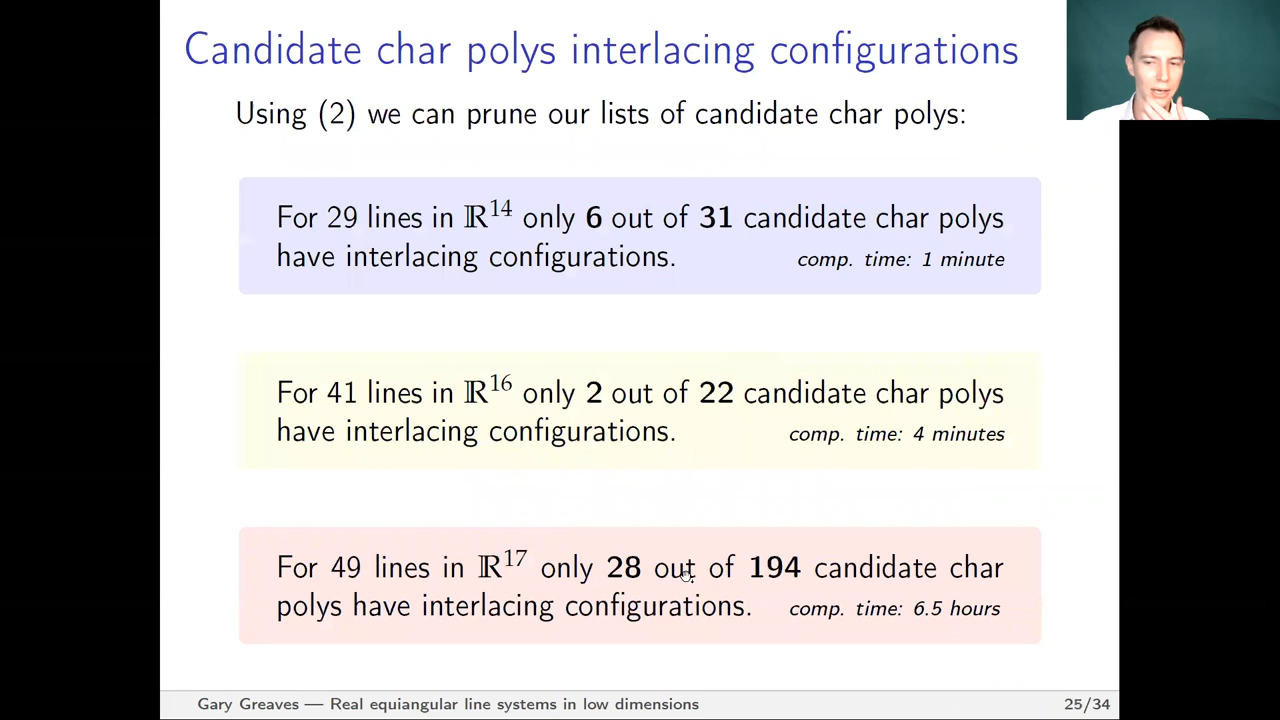 Candidate char polys interlacing configurations
Using (2) we can prune our lists of candidate char polys:
For 29 lines in ℝ¹⁴ only 6 out of 31 candidate char polys
have interlacing configurations. comp. time: 1 minute
For 41 lines in ℝ¹⁶ only 2 out of 22 candidate char polys
have interlacing configurations. comp. time: 4 minutes
For 49 lines in ℝ¹⁷ only 28 out of 194 candidate char
polys have interlacing configurations. comp. time: 6.5 hours
Gary Greaves — Real equiangular line systems in low dimensions 25/34